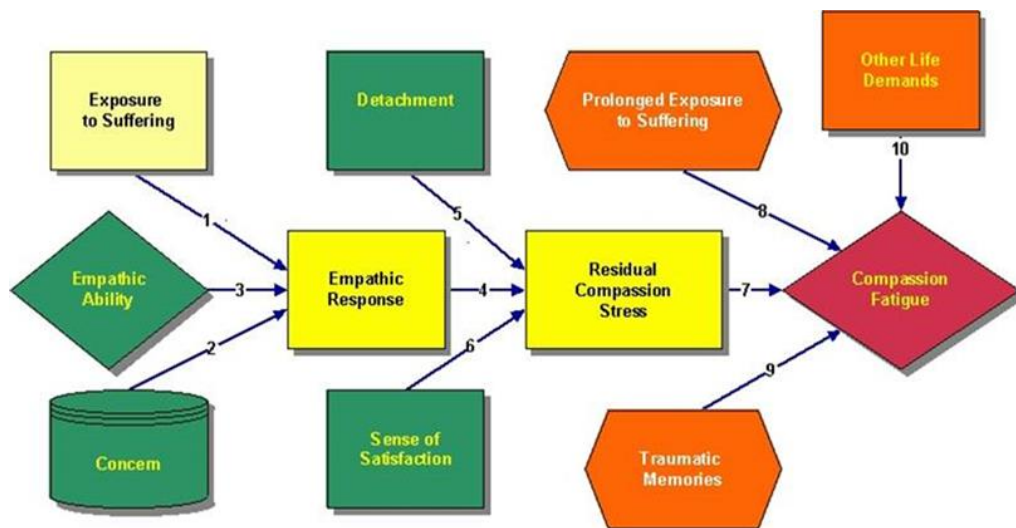 Exposure
to Suffering
Detachment
Prolonged Exposure
to Suffering
Other Life
Demands
1
5
8
10
Empathic
Ability
3
Empathic
Response
4
Residual
Compassion
Stress
7
Compassion
Fatigue
2
6
9
Concern
Sense of
Satisfaction
Traumatic
Memories